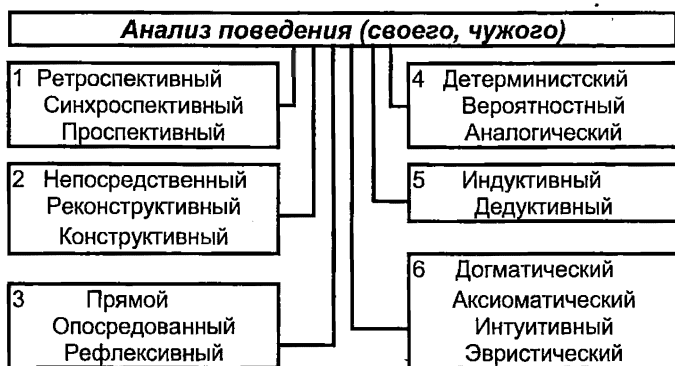 Анализ поведения (своего, чужого)
1 Ретроспективный
Синхроспективный
Проспективный
2 Непосредственный
Реконструктивный
Конструктивный
3 Прямой
Опосредованный
Рефлексивный
4 Детерминистский
Вероятностный
Аналогический
5 Индуктивный
Дедуктивный
6 Догматический
Аксиоматический
Интуитивный
Эвристический